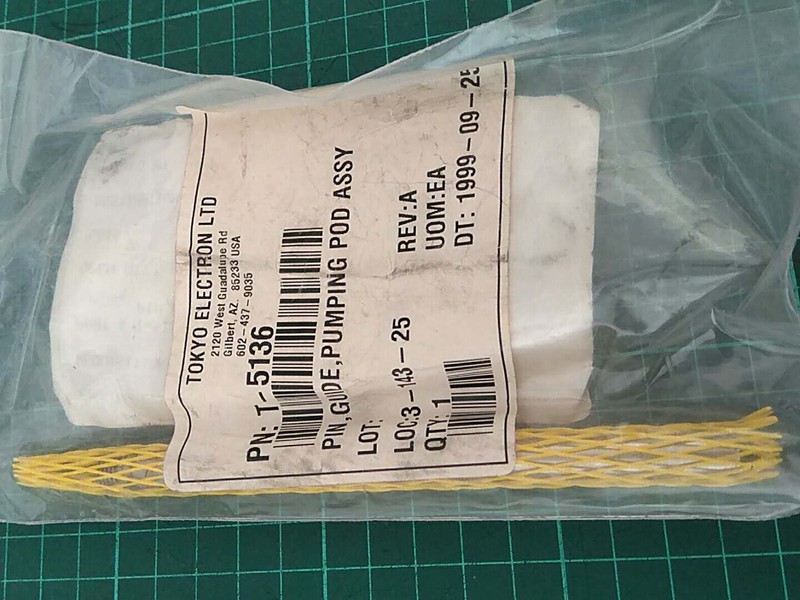 TOKYO ELECTRON LTD
2120 West Guadalupe Rd
Gilbert, AZ. 85233 USA
602-437-9035
PN: T-5136
PIN,GUIDE,PUMPING POD ASSY
LOT:
REV:A
LOC:3-143-25
UOM:EA
QTY: 1
DT: 1999-09-25